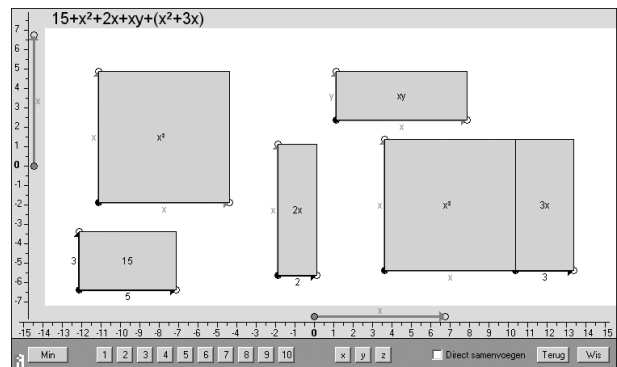 15+x²+2x+xy+(x²+3x)
7
6
5
4
3
2
1
0
-1
-2
-3
-4
-5
-6
-7
x
x
x²
x
y
xy
x
x
2x
2
x
x²
3x
x
3
3
15
5
x
-15 -14 -13 -12 -11 -10 -9 -8 -7 -6 -5 -4 -3 -2 -1 0 1 2 3 4 5 6 7 8 9 10 11 12 13 14 15
Min 1 2 3 4 5 6 7 8 9 10 x y z Direct samenvoegen Terug Wis